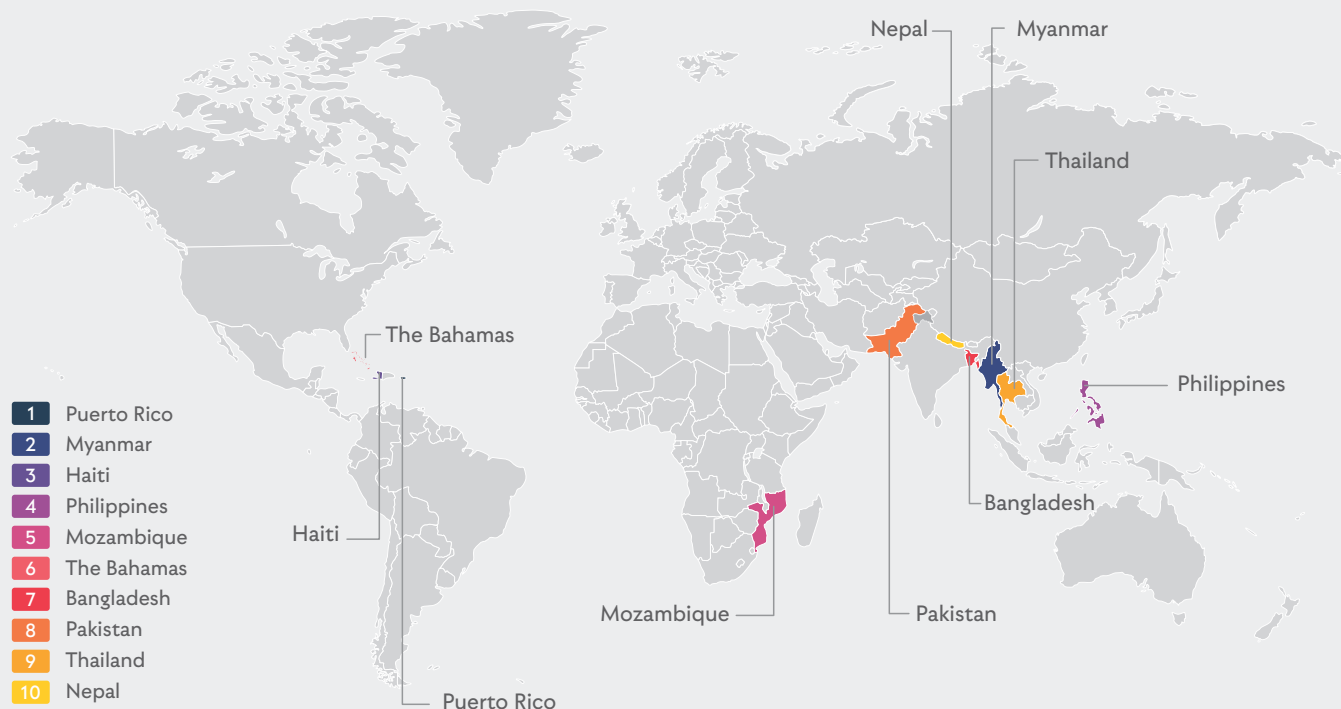 Nepal
Myanmar
Thailand
The Bahamas
Philippines
1 Puerto Rico
2 Myanmar
3 Haiti
4 Philippines
5 Mozambique
6 The Bahamas
7 Bangladesh
8 Pakistan
9 Thailand
10 Nepal
Bangladesh
Haiti
Mozambique
Pakistan
Puerto Rico